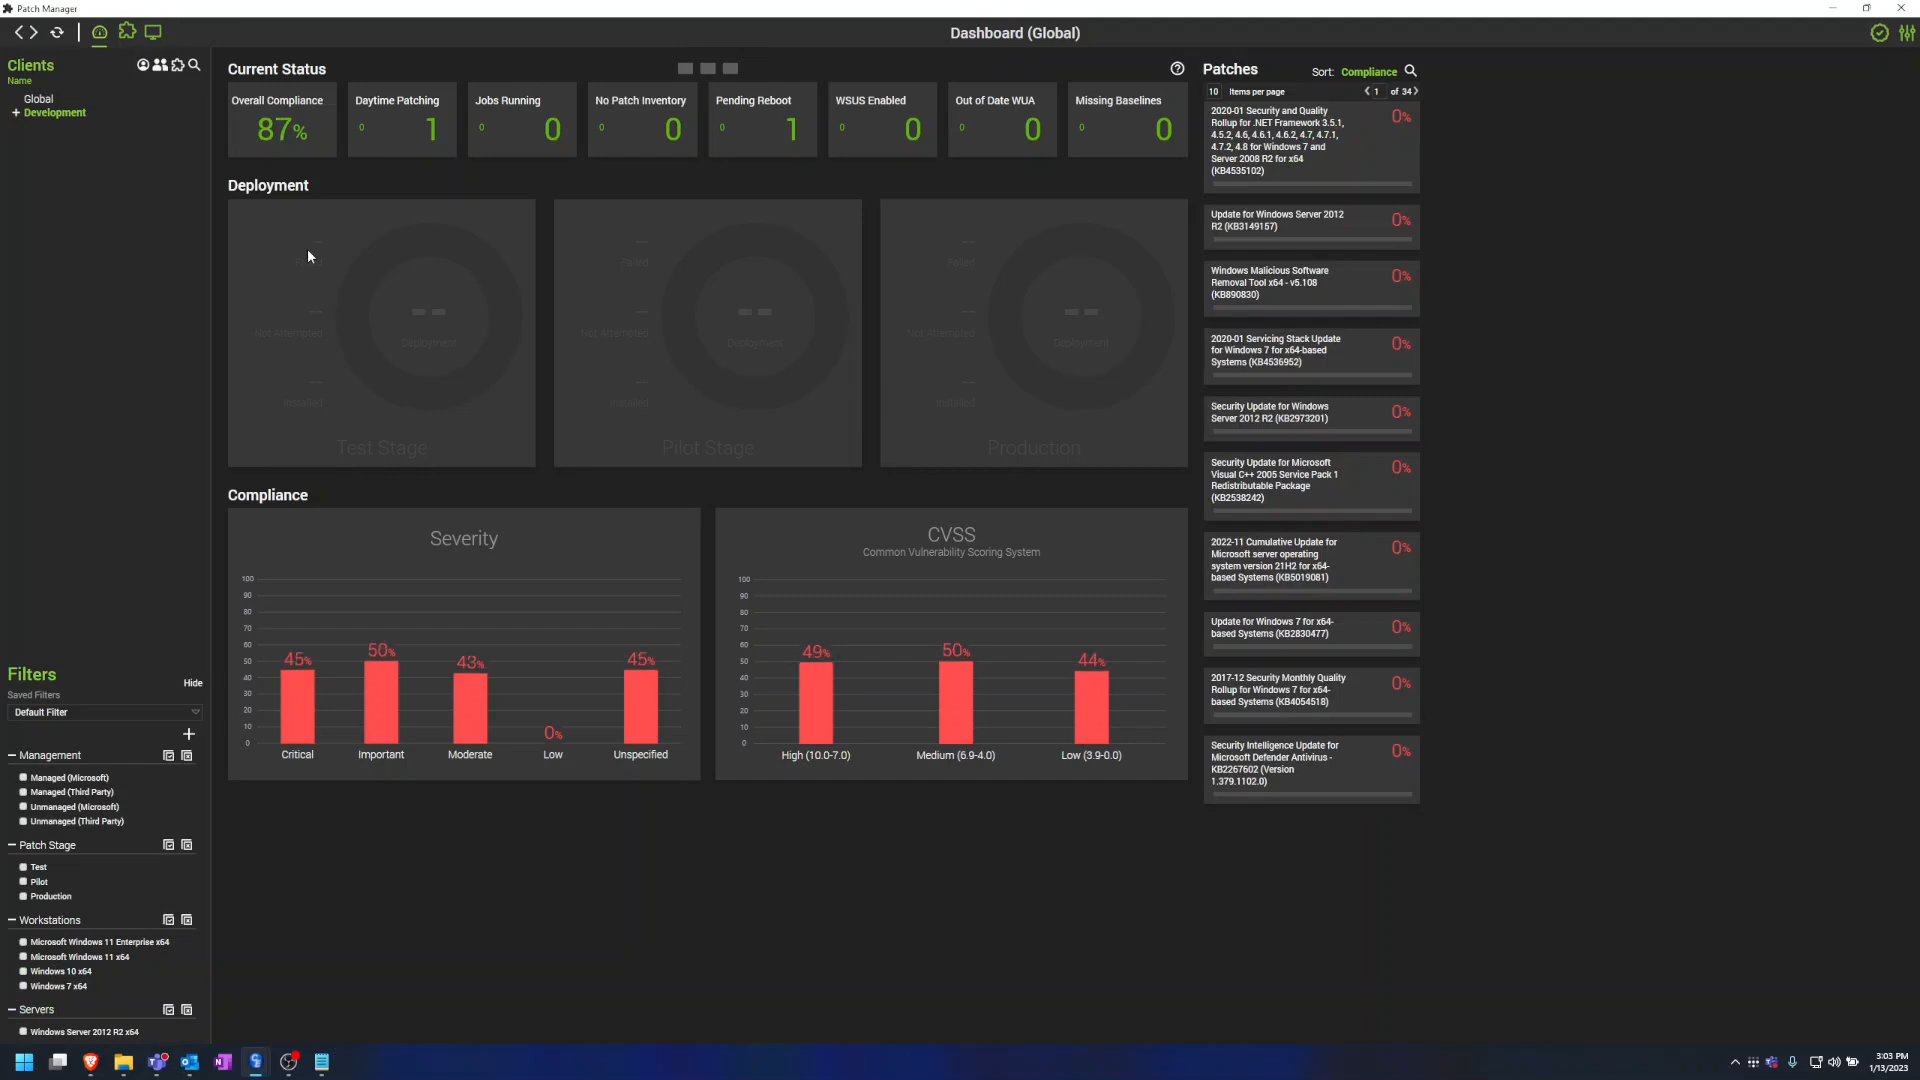 Patch Manager
Dashboard (Global)
Clients
Name
Global
Development
Current Status
Overall Compliance
87%
Daytime Patching
0 1
Jobs Running
0 0
No Patch Inventory
0 0
Pending Reboot
0 1
WSUS Enabled
0 0
Out of Date WUA
0 0
Missing Baselines
0 0
Deployment
--
Failed
--
Not Attempted
--
Installed
--
Deployment
Test Stage
--
Failed
--
Not Attempted
--
Installed
--
Deployment
Pilot Stage
--
Failed
--
Not Attempted
--
Installed
--
Deployment
Production
Compliance
Severity
100
90
80
70
60
50
40
30
20
10
0
45%
50%
43%
0%
45%
Critical
Important
Moderate
Low
Unspecified
CVSS
Common Vulnerability Scoring System
100
90
80
70
60
50
40
30
20
10
0
49%
50%
44%
High (10.0-7.0)
Medium (6.9-4.0)
Low (3.9-0.0)
Patches
Sort: Compliance
10 Items per page
1 of 34
2020-01 Security and Quality
Rollup for .NET Framework 3.5.1,
4.5.2, 4.6, 4.6.1, 4.6.2, 4.7, 4.7.1,
4.7.2, 4.8 for Windows 7 and
Server 2008 R2 for x64
(KB4535102)
0%
Update for Windows Server 2012
R2 (KB3149157)
0%
Windows Malicious Software
Removal Tool x64 - v5.108
(KB890830)
0%
2020-01 Servicing Stack Update
for Windows 7 for x64-based
Systems (KB4536952)
0%
Security Update for Windows
Server 2012 R2 (KB2973201)
0%
Security Update for Microsoft
Visual C++ 2005 Service Pack 1
Redistributable Package
(KB2538242)
0%
2022-11 Cumulative Update for
Microsoft server operating
system version 21H2 for x64-
based Systems (KB5019081)
0%
Update for Windows 7 for x64-
based Systems (KB2830477)
0%
2017-12 Security Monthly Quality
Rollup for Windows 7 for x64-
based Systems (KB4054518)
0%
Security Intelligence Update for
Microsoft Defender Antivirus -
KB2267602 (Version
1.379.1102.0)
0%
Filters
Hide
Saved Filters
Default Filter
Management
Managed (Microsoft)
Managed (Third Party)
Unmanaged (Microsoft)
Unmanaged (Third Party)
Patch Stage
Test
Pilot
Production
Workstations
Microsoft Windows 11 Enterprise x64
Microsoft Windows 11 x64
Windows 10 x64
Windows 7 x64
Servers
Windows Server 2012 R2 x64
3:03 PM
1/13/2023